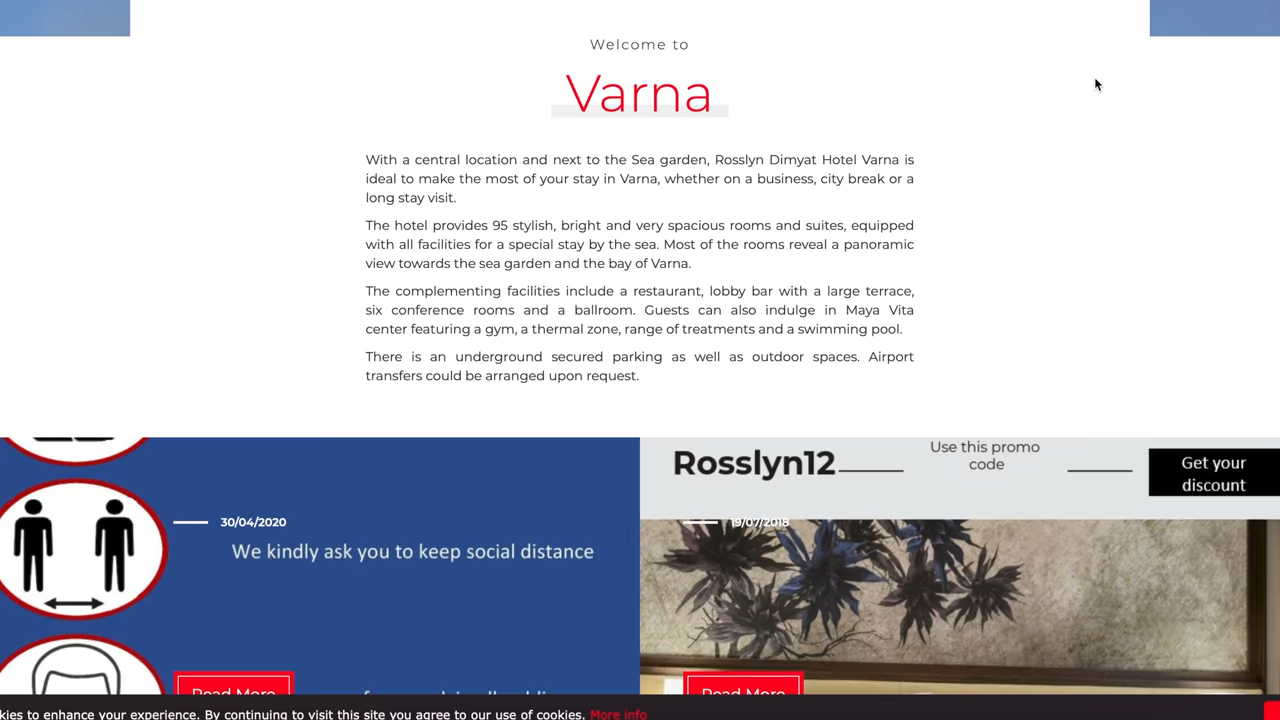 Welcome to
Varna
With a central location and next to the Sea garden, Rosslyn Dimyat Hotel Varna is
ideal to make the most of your stay in Varna, whether on a business, city break or a
long stay visit.
The hotel provides 95 stylish, bright and very spacious rooms and suites, equipped
with all facilities for a special stay by the sea. Most of the rooms reveal a panoramic
view towards the sea garden and the bay of Varna.
The complementing facilities include a restaurant, lobby bar with a large terrace,
six conference rooms and a ballroom. Guests can also indulge in Maya Vita
center featuring a gym, a thermal zone, range of treatments and a swimming pool.
There is an underground secured parking as well as outdoor spaces. Airport
transfers could be arranged upon request.
30/04/2020
We kindly ask you to keep social distance
Read More
Rosslyn12
Use this promo
code
Get your
discount
19/07/2018
Read More
to enhance your experience. By continuing to visit this site you agree to our use of cookies. More info